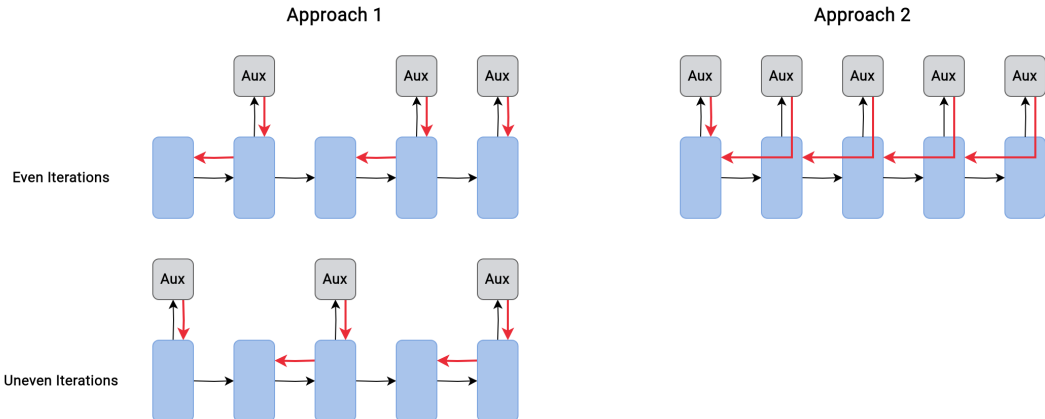 Approach 1
Approach 2
Aux Aux Aux
Aux Aux Aux Aux Aux
Even Iterations
Aux Aux Aux
Uneven Iterations